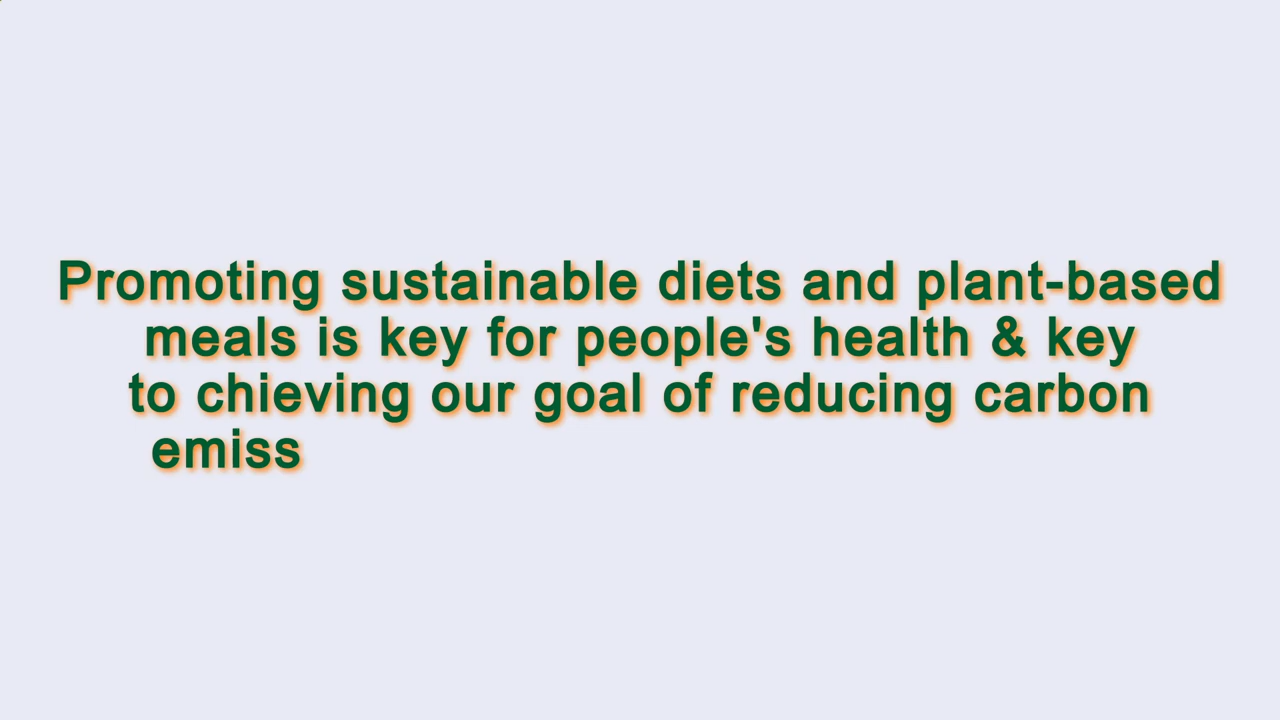 Promoting sustainable diets and plant-based
meals is key for people's health & key
to chieving our goal of reducing carbon
emiss